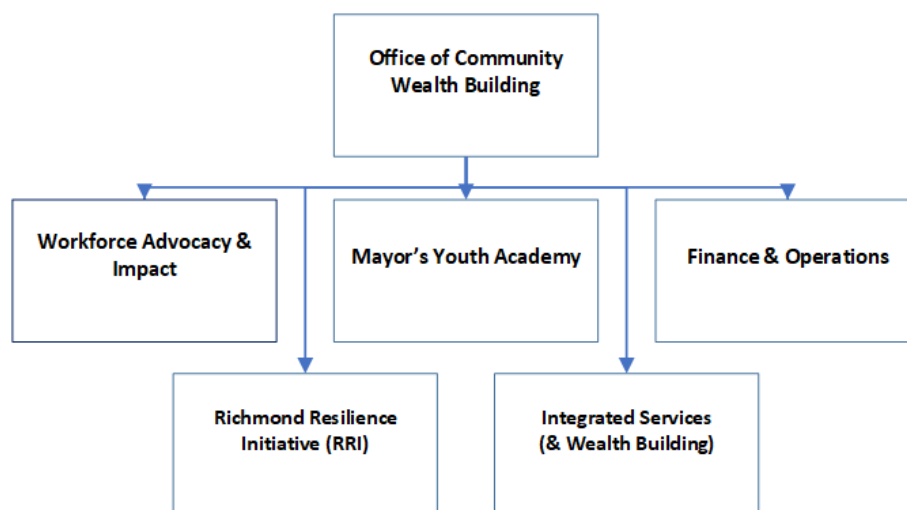 Office of Community
Wealth Building
Workforce Advocacy &
Impact
Mayor’s Youth Academy
Finance & Operations
Richmond Resilience
Initiative (RRI)
Integrated Services
(& Wealth Building)